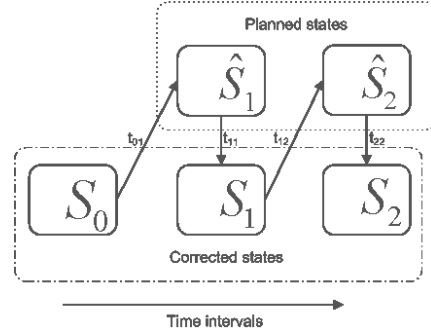 Planned states
Ŝ₁ Ŝ₂
t₀₁ t₁₁ t₁₂ t₂₂
S₀ S₁ S₂
Corrected states
Time intervals